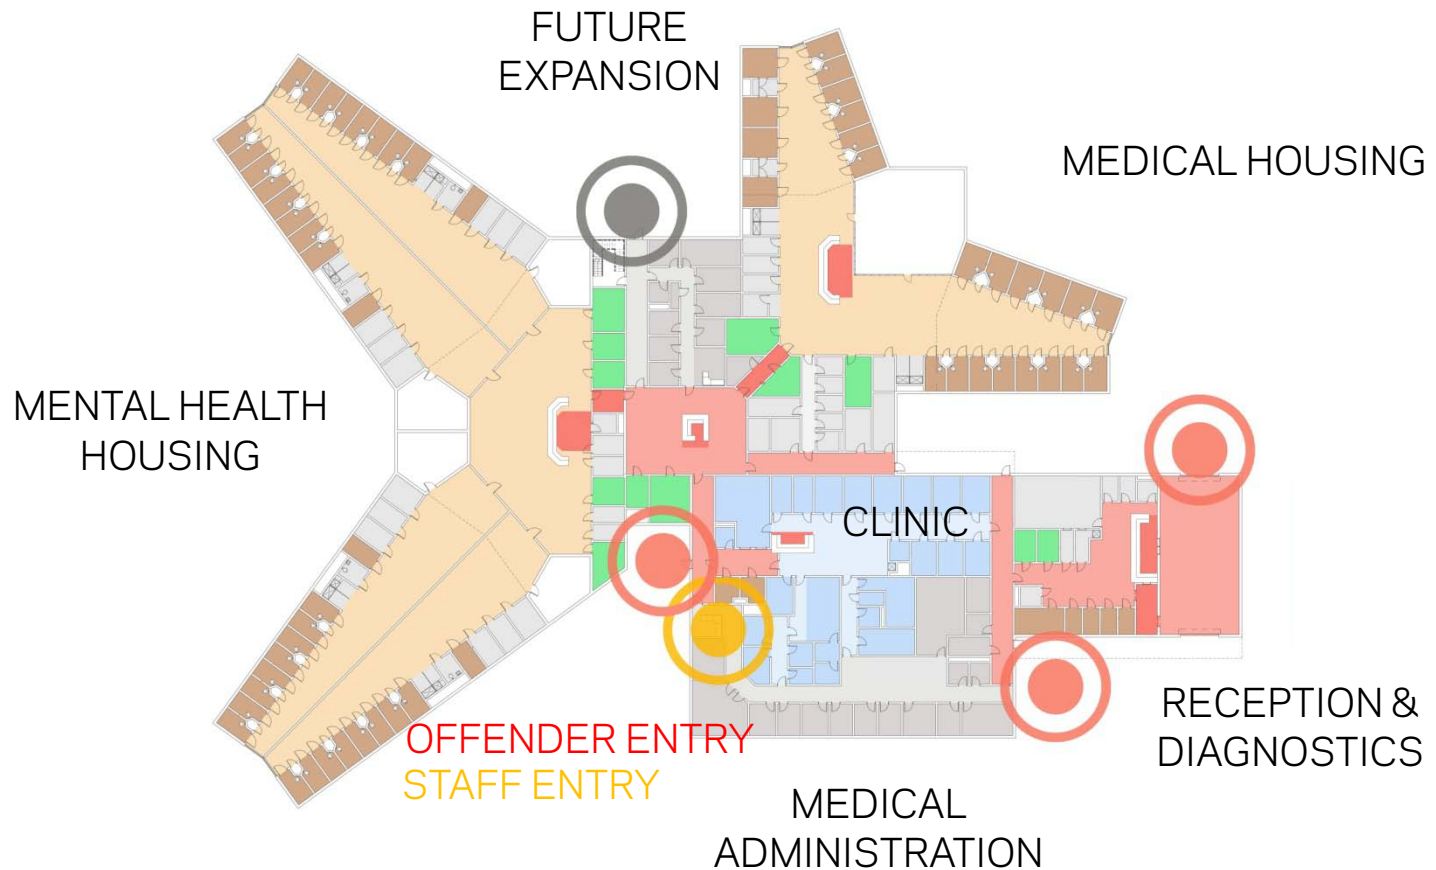 FUTURE
EXPANSION
MEDICAL HOUSING
MENTAL HEALTH
HOUSING
CLINIC
OFFENDER ENTRY
STAFF ENTRY
RECEPTION &
DIAGNOSTICS
MEDICAL
ADMINISTRATION